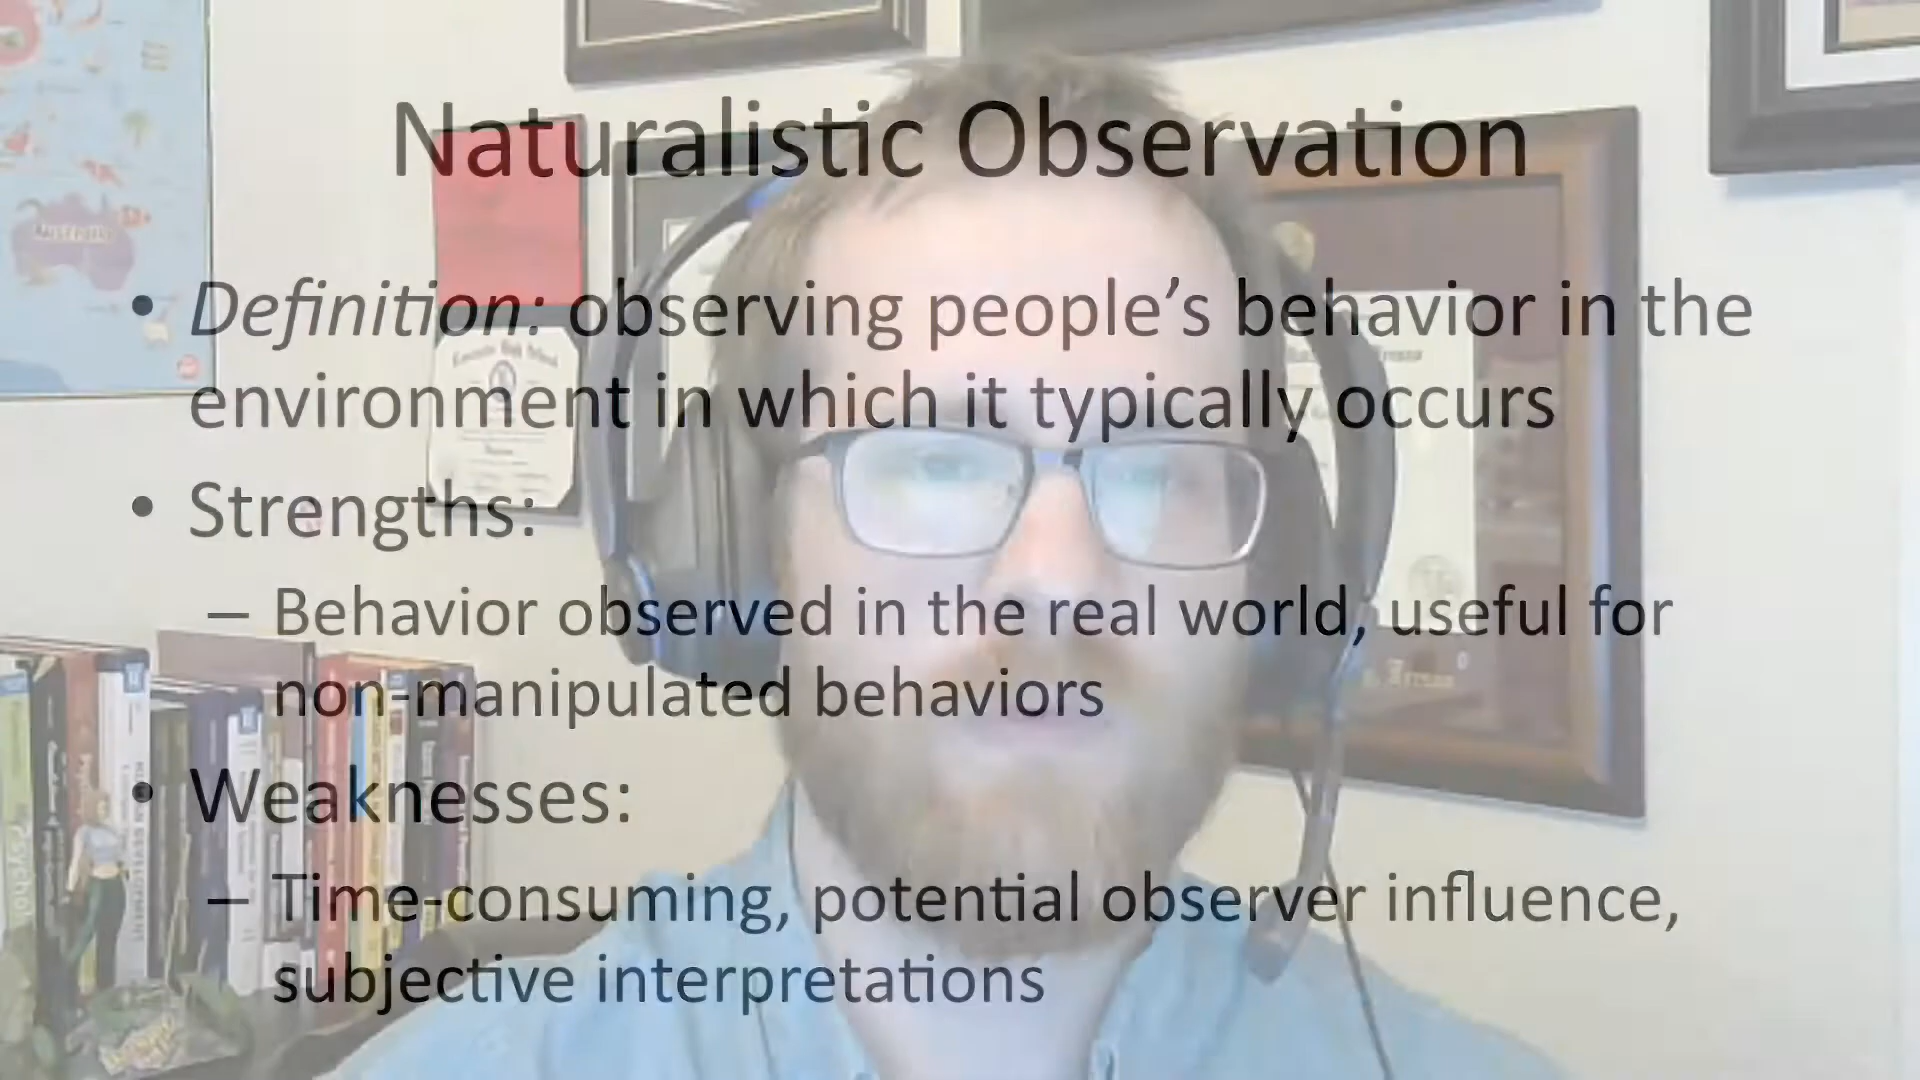 Naturalistic Observation
• Definition: observing people’s behavior in the
environment in which it typically occurs
• Strengths:
– Behavior observed in the real world, useful for
non-manipulated behaviors
• Weaknesses:
– Time-consuming, potential observer influence,
subjective interpretations
AUSTRALIA